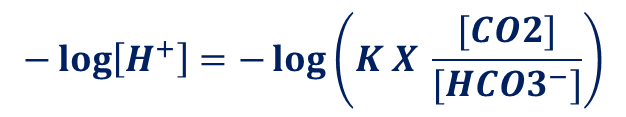 − log[H⁺] = − log (K X [CO2] / [HCO3⁻])